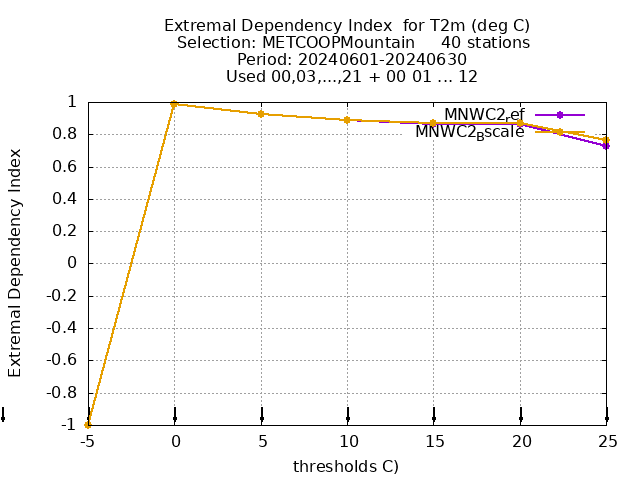 Extremal Dependency Index for T2m (deg C)
Selection: METCOOPMountain 40 stations
Period: 20240601-20240630
Used 00,03,...,21 + 00 01 ... 12
MNWC2ref
MNWC2Bscale
Extremal Dependency Index
1
0.8
0.6
0.4
0.2
0
-0.2
-0.4
-0.6
-0.8
-1
-5 0 5 10 15 20 25
thresholds C)